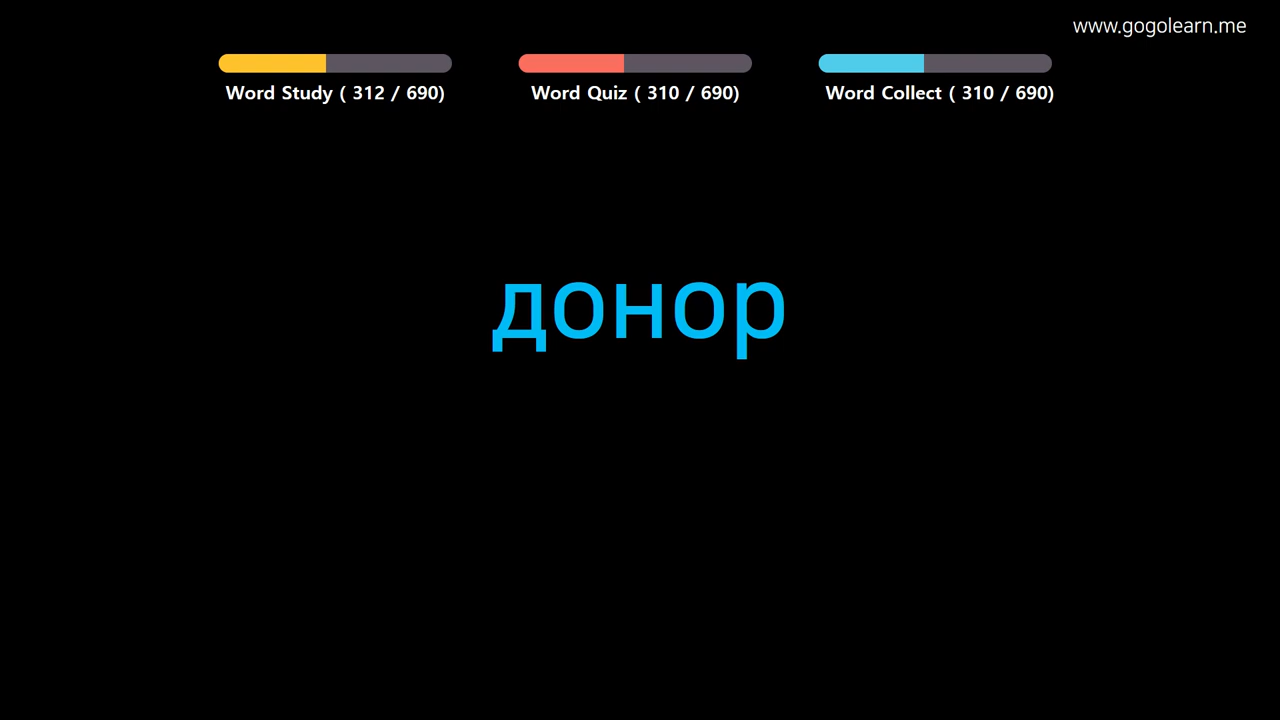 www.gogolearn.me
Word Study ( 312 / 690)
Word Quiz ( 310 / 690)
Word Collect ( 310 / 690)
донор